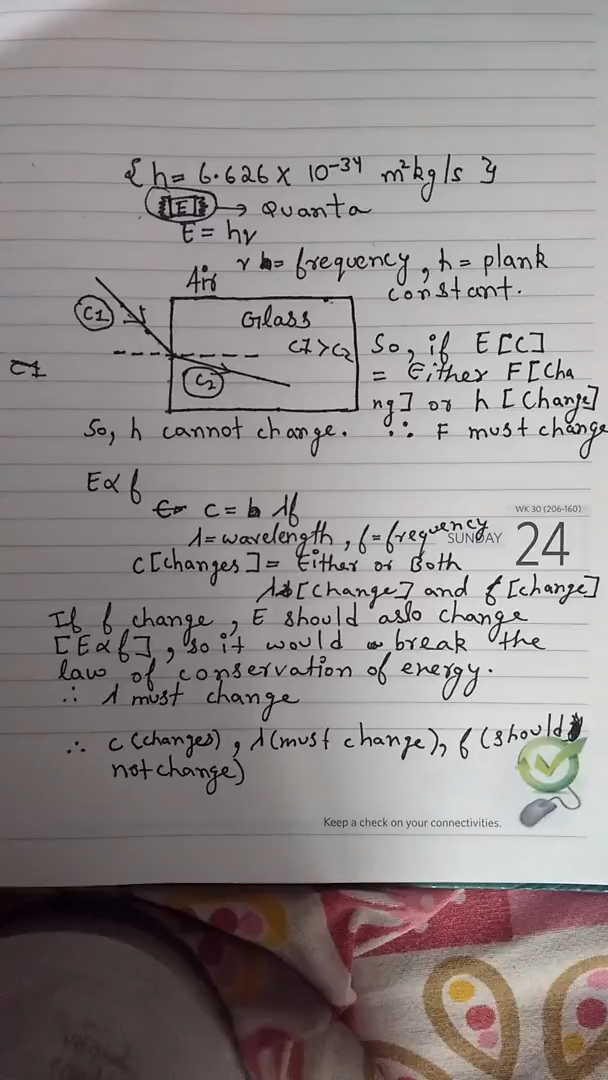 { h = 6.626 x 10-34 m²kg/s }
E → Quanta
E = hν
ν = frequency, h = plank
constant.
Air
C1
Glass
C1 > C2
C2
So, if E[C]
= Either F[Cha
ng] or h [Change]
So, h cannot change. ∴ F must change
E∝f
c = λf
λ = wavelength, f = frequency
WK 30 (206-160)
SUNDAY 24
c[changes] = Either or Both
λ [Change] and f [change]
If f change, E should aslo change
[E∝f], so it would break the
law of conservation of energy.
∴ λ must change
∴ c (changes), λ(must change), f (should
not change)
Keep a check on your connectivities.